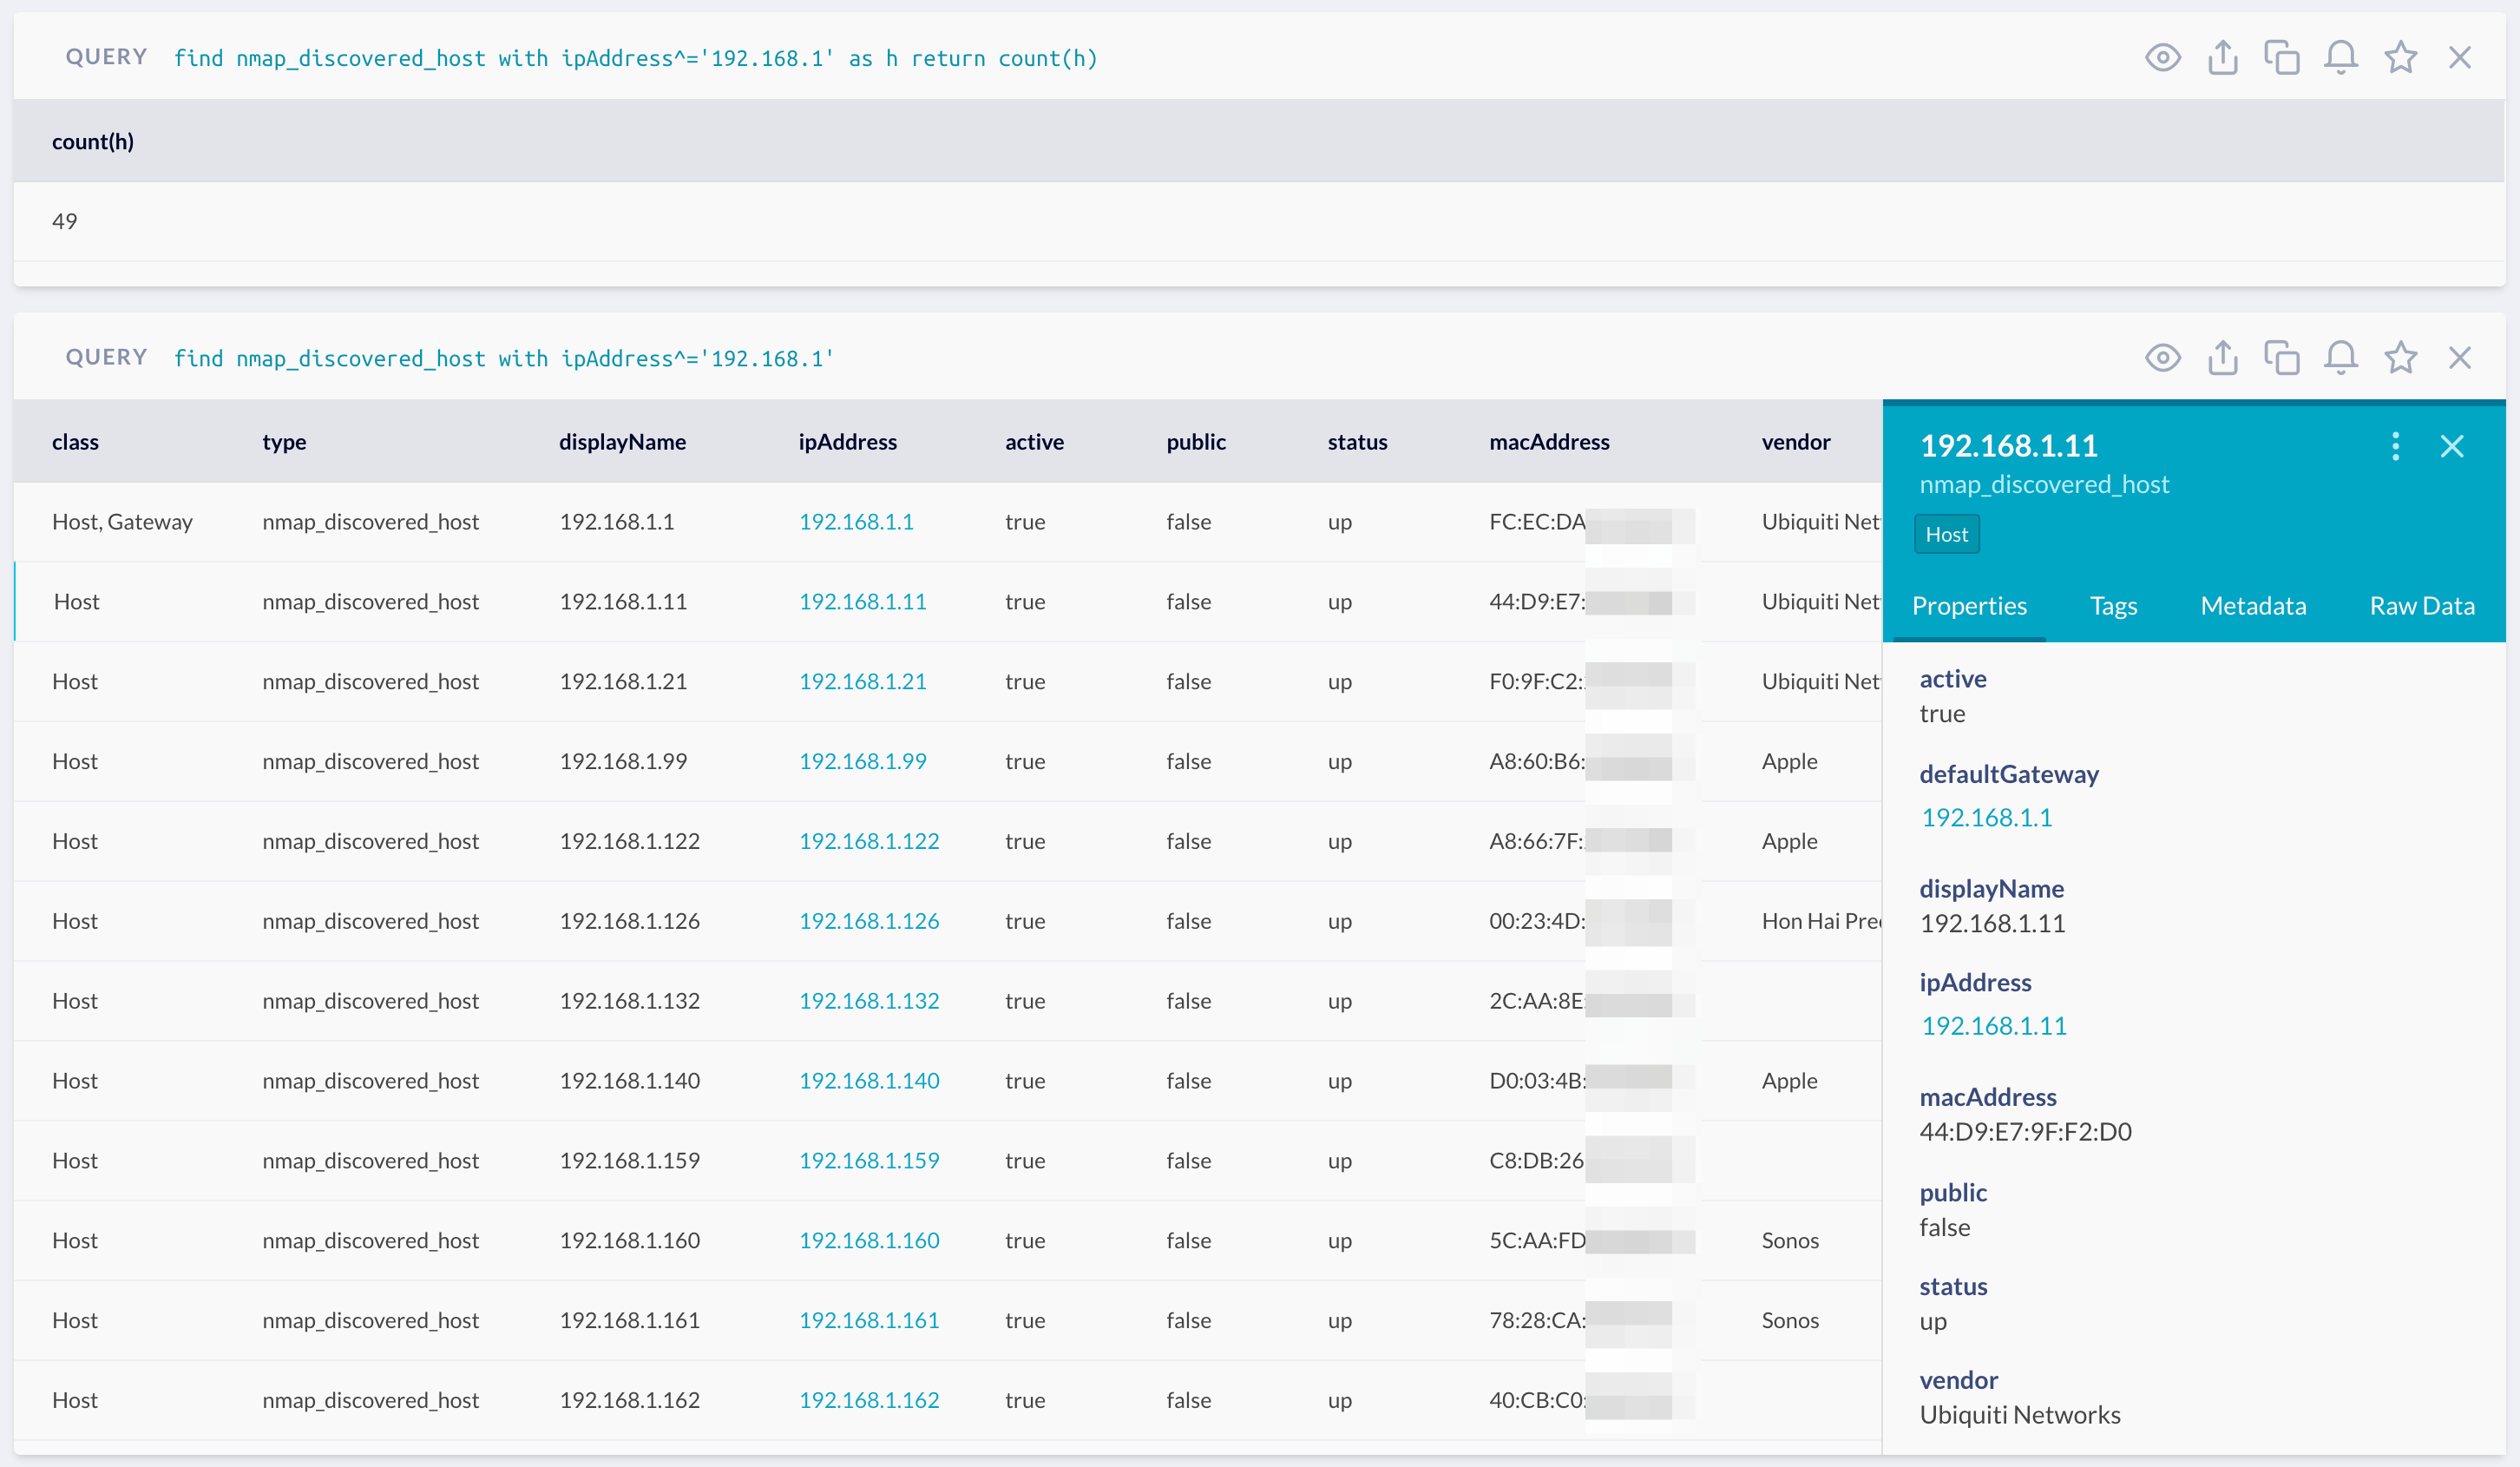 QUERY find nmap_discovered_host with ipAddress^='192.168.1' as h return count(h)
count(h)
49
QUERY find nmap_discovered_host with ipAddress^='192.168.1'
class type displayName ipAddress active public status macAddress vendor
Host, Gateway nmap_discovered_host 192.168.1.1 192.168.1.1 true false up FC:EC:DA Ubiquiti Net
Host nmap_discovered_host 192.168.1.11 192.168.1.11 true false up 44:D9:E7: Ubiquiti Net
Host nmap_discovered_host 192.168.1.21 192.168.1.21 true false up F0:9F:C2: Ubiquiti Net
Host nmap_discovered_host 192.168.1.99 192.168.1.99 true false up A8:60:B6: Apple
Host nmap_discovered_host 192.168.1.122 192.168.1.122 true false up A8:66:7F: Apple
Host nmap_discovered_host 192.168.1.126 192.168.1.126 true false up 00:23:4D: Hon Hai Pre
Host nmap_discovered_host 192.168.1.132 192.168.1.132 true false up 2C:AA:8E:
Host nmap_discovered_host 192.168.1.140 192.168.1.140 true false up D0:03:4B: Apple
Host nmap_discovered_host 192.168.1.159 192.168.1.159 true false up C8:DB:26
Host nmap_discovered_host 192.168.1.160 192.168.1.160 true false up 5C:AA:FD Sonos
Host nmap_discovered_host 192.168.1.161 192.168.1.161 true false up 78:28:CA: Sonos
Host nmap_discovered_host 192.168.1.162 192.168.1.162 true false up 40:CB:C0:
192.168.1.11
nmap_discovered_host
Host
Properties Tags Metadata Raw Data
active
true
defaultGateway
192.168.1.1
displayName
192.168.1.11
ipAddress
192.168.1.11
macAddress
44:D9:E7:9F:F2:D0
public
false
status
up
vendor
Ubiquiti Networks